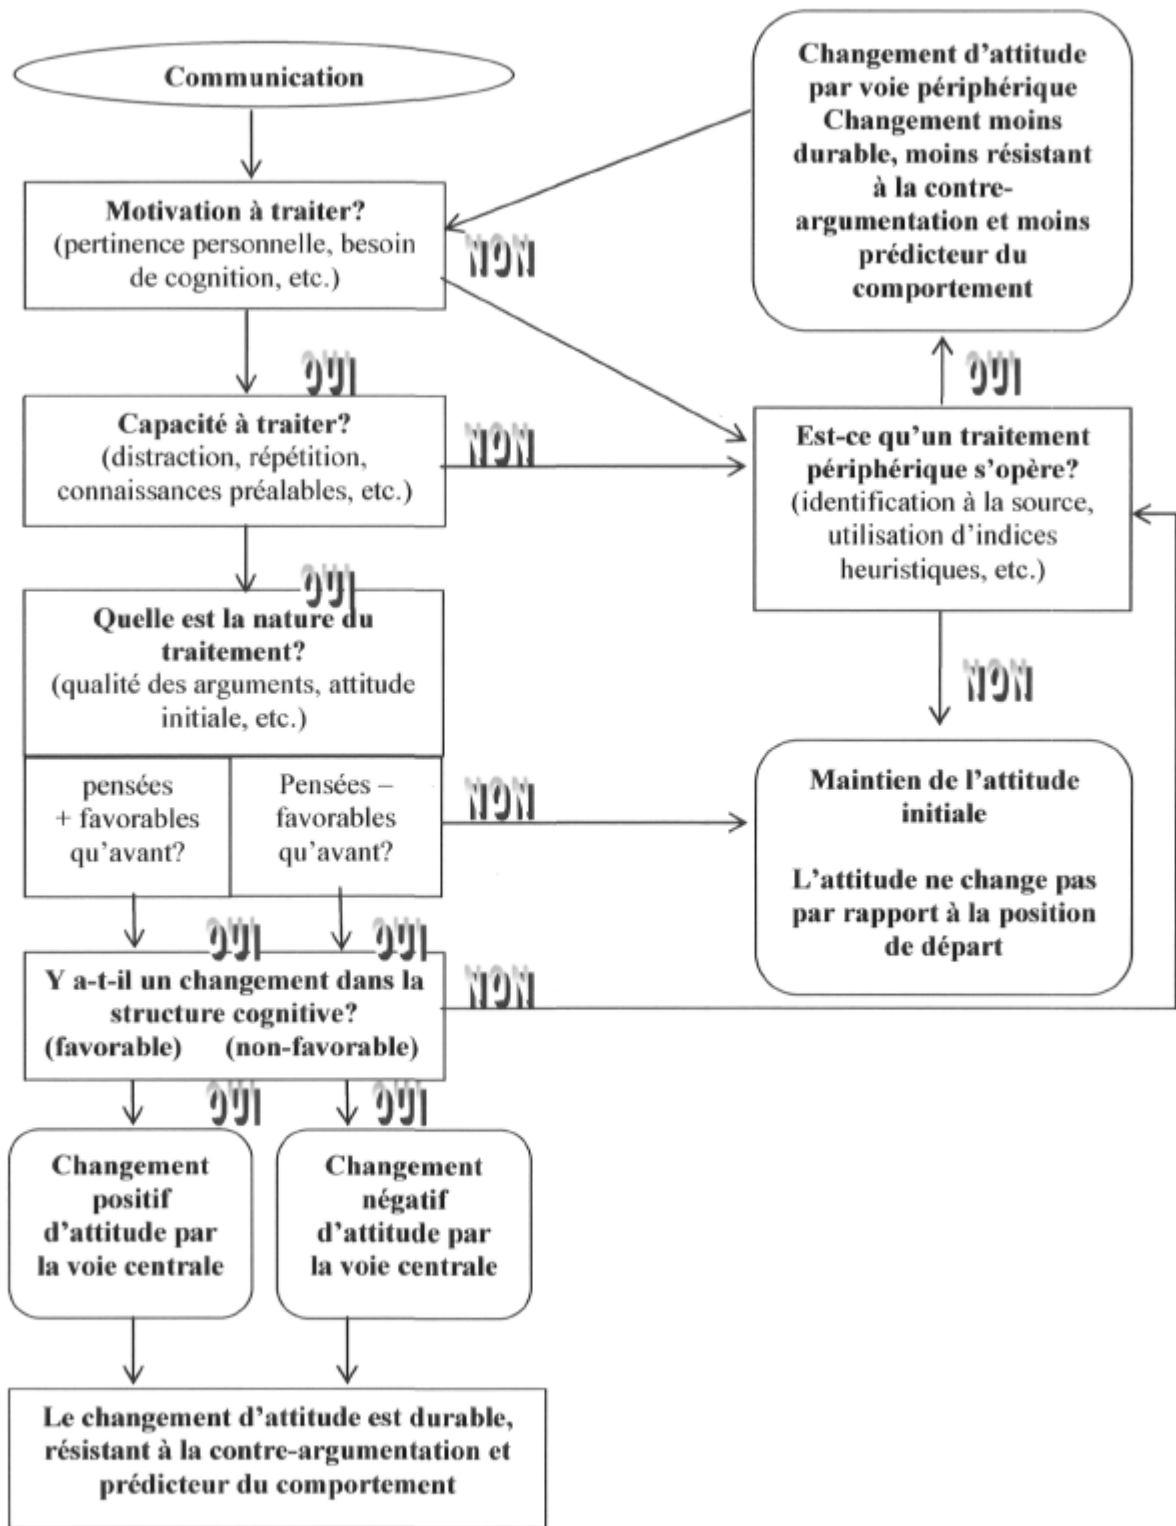 Communication
Changement d'attitude
par voie périphérique
Changement moins
durable, moins résistant
à la contre-
argumentation et moins
prédicteur du
comportement
Motivation à traiter?
(pertinence personnelle, besoin
de cognition, etc.)
NON
OUI
OUI
Capacité à traiter?
(distraction, répétition,
connaissances préalables, etc.)
NON
Est-ce qu'un traitement
périphérique s'opère?
(identification à la source,
utilisation d'indices
heuristiques, etc.)
OUI
Quelle est la nature du
traitement?
(qualité des arguments, attitude
initiale, etc.)
NON
pensées
+ favorables
qu'avant?
Pensées –
favorables
qu'avant?
NON
Maintien de l'attitude
initiale
L'attitude ne change pas
par rapport à la position
de départ
OUI
OUI
Y a-t-il un changement dans la
structure cognitive?
(favorable) (non-favorable)
NON
OUI
OUI
Changement
positif
d'attitude par
la voie centrale
Changement
négatif
d'attitude par
la voie centrale
Le changement d'attitude est durable,
résistant à la contre-argumentation et
prédicteur du comportement